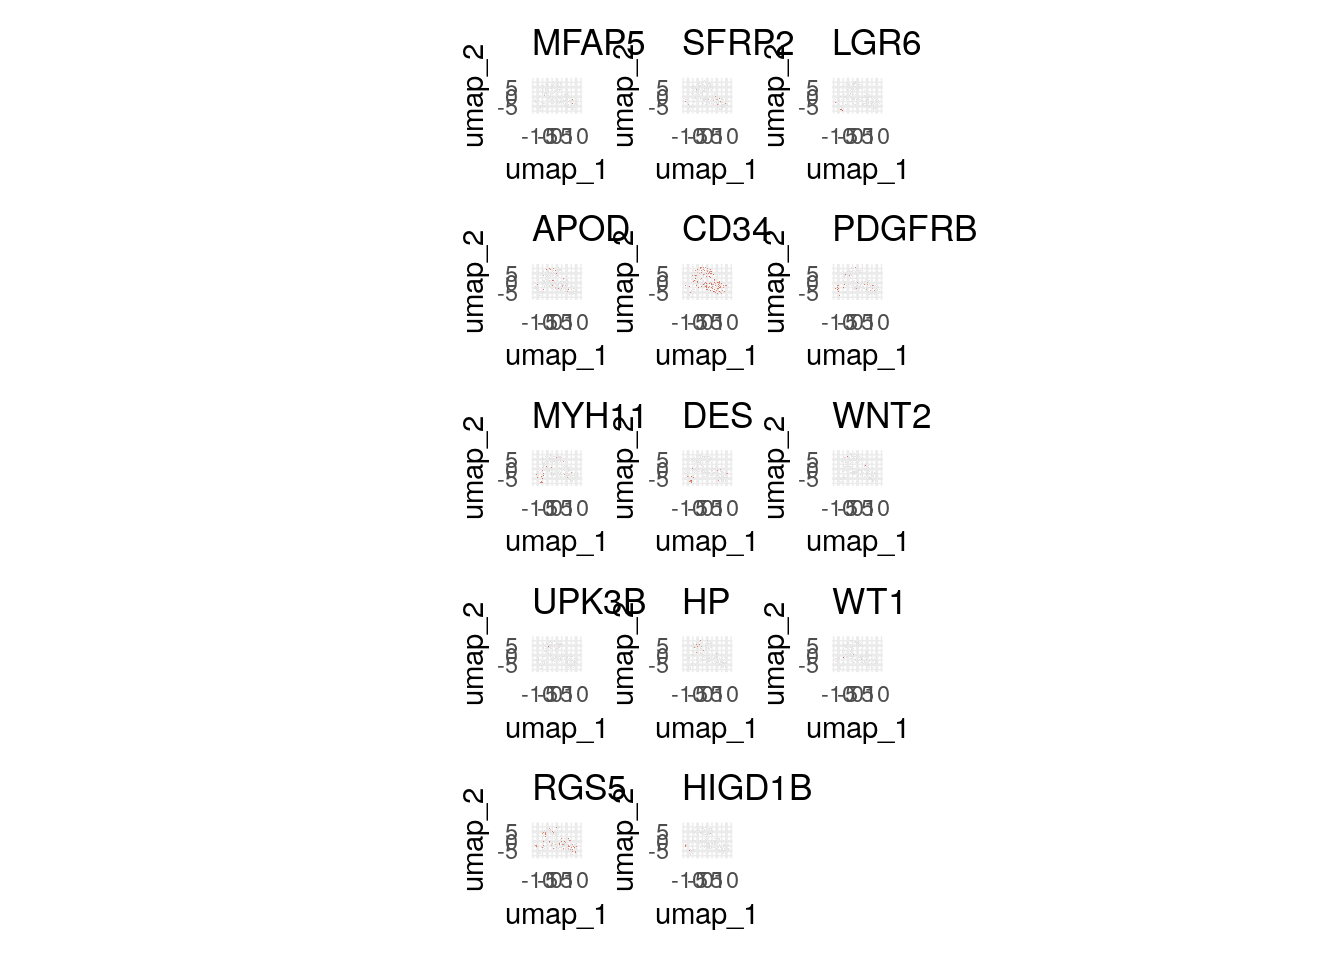 MFAP5 SFRP2 LGR6
umap_2 umap_2 umap_2
5 5 5
0 0 0
-5 -5 -5
-10 -5 0 5 10 -10 -5 0 5 10 -10 -5 0 5 10
umap_1 umap_1 umap_1
APOD CD34 PDGFRB
umap_2 umap_2 umap_2
5 5 5
0 0 0
-5 -5 -5
-10 -5 0 5 10 -10 -5 0 5 10 -10 -5 0 5 10
umap_1 umap_1 umap_1
MYH11 DES WNT2
umap_2 umap_2 umap_2
5 5 5
0 0 0
-5 -5 -5
-10 -5 0 5 10 -10 -5 0 5 10 -10 -5 0 5 10
umap_1 umap_1 umap_1
UPK3B HP WT1
umap_2 umap_2 umap_2
5 5 5
0 0 0
-5 -5 -5
-10 -5 0 5 10 -10 -5 0 5 10 -10 -5 0 5 10
umap_1 umap_1 umap_1
RGS5 HIGD1B
umap_2 umap_2
5 5
0 0
-5 -5
-10 -5 0 5 10 -10 -5 0 5 10
umap_1 umap_1